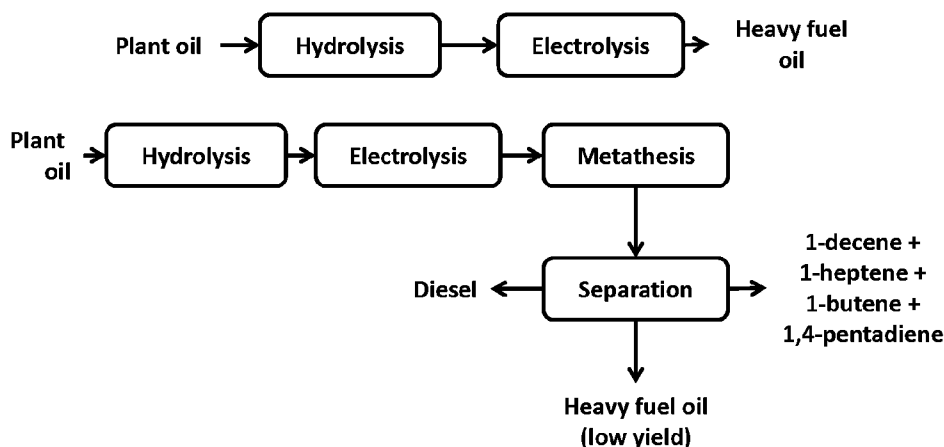 Plant oil
Hydrolysis
Electrolysis
Heavy fuel
oil
Plant
oil
Hydrolysis
Electrolysis
Metathesis
Diesel
Separation
1-decene +
1-heptene +
1-butene +
1,4-pentadiene
Heavy fuel oil
(low yield)